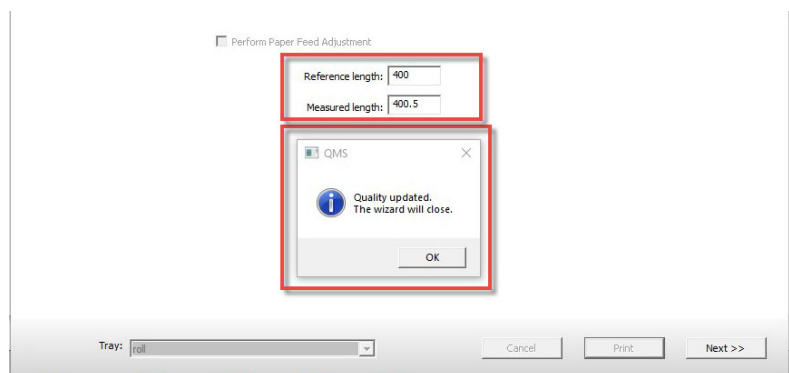 Perform Paper Feed Adjustment
Reference length: 400
Measured length: 400.5
QMS
Quality updated.
The wizard will close.
OK
Tray: roll
Cancel Print Next >>